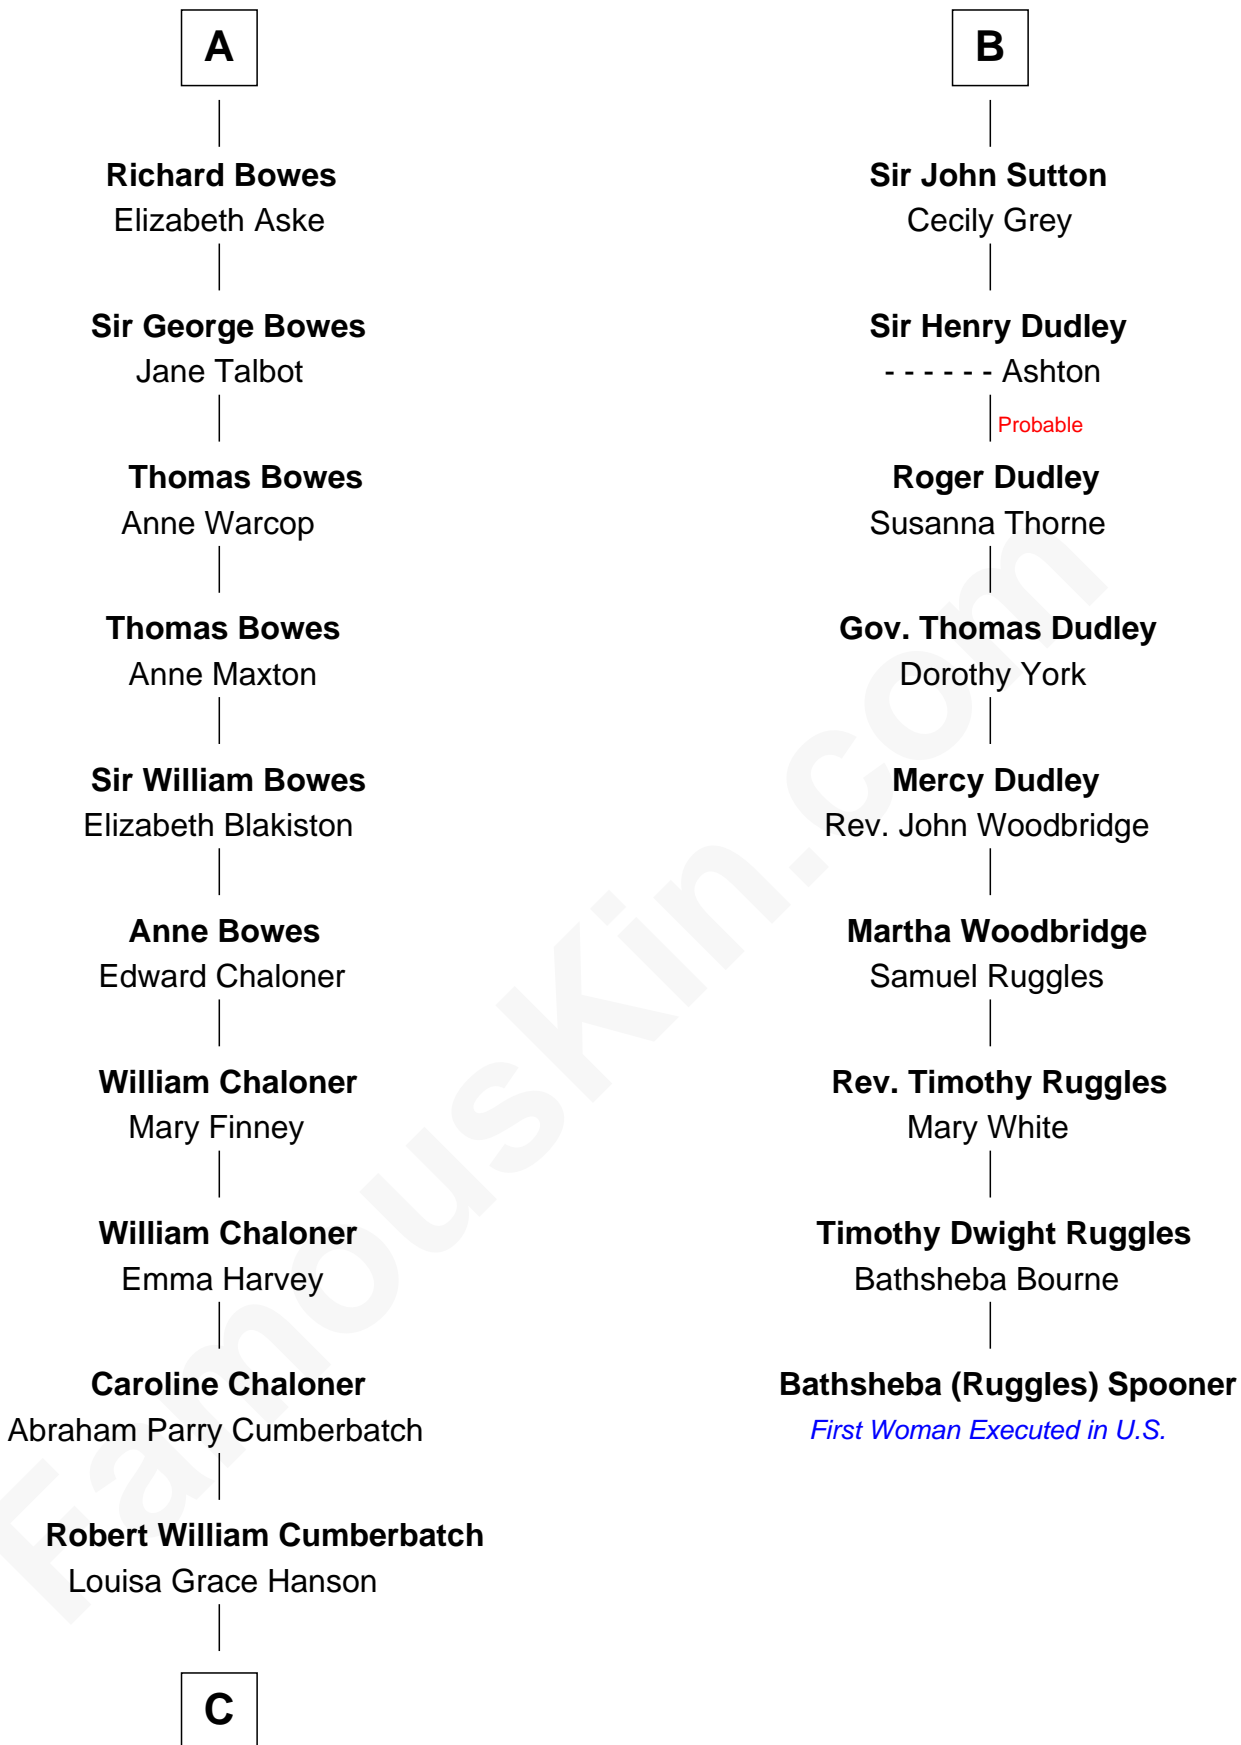 A
Richard Bowes
Elizabeth Aske
Sir George Bowes
Jane Talbot
Thomas Bowes
Anne Warcop
Thomas Bowes
Anne Maxton
Sir William Bowes
Elizabeth Blakiston
Anne Bowes
Edward Chaloner
William Chaloner
Mary Finney
William Chaloner
Emma Harvey
Caroline Chaloner
Abraham Parry Cumberbatch
Robert William Cumberbatch
Louisa Grace Hanson
C
B
Sir John Sutton
Cecily Grey
Sir Henry Dudley
- - - - - - Ashton
Probable
Roger Dudley
Susanna Thorne
Gov. Thomas Dudley
Dorothy York
Mercy Dudley
Rev. John Woodbridge
Martha Woodbridge
Samuel Ruggles
Rev. Timothy Ruggles
Mary White
Timothy Dwight Ruggles
Bathsheba Bourne
Bathsheba (Ruggles) Spooner
First Woman Executed in U.S.
FamousKin.com